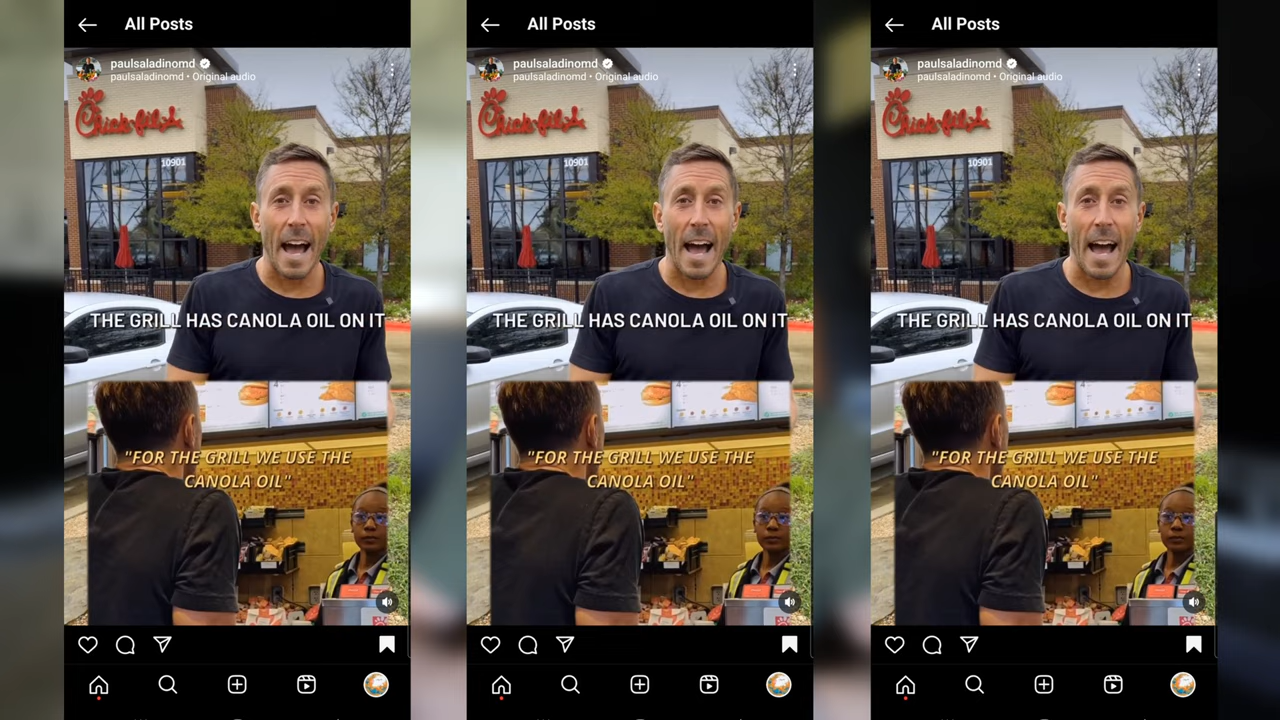 All Posts
paulsaladinomd
paulsaladinomd • Original audio
Chick-fil-A
10901
THE GRILL HAS CANOLA OIL ON IT
"FOR THE GRILL WE USE THE
CANOLA OIL"
All Posts
paulsaladinomd
paulsaladinomd • Original audio
Chick-fil-A
10901
THE GRILL HAS CANOLA OIL ON IT
"FOR THE GRILL WE USE THE
CANOLA OIL"
All Posts
paulsaladinomd
paulsaladinomd • Original audio
Chick-fil-A
10901
THE GRILL HAS CANOLA OIL ON IT
"FOR THE GRILL WE USE THE
CANOLA OIL"